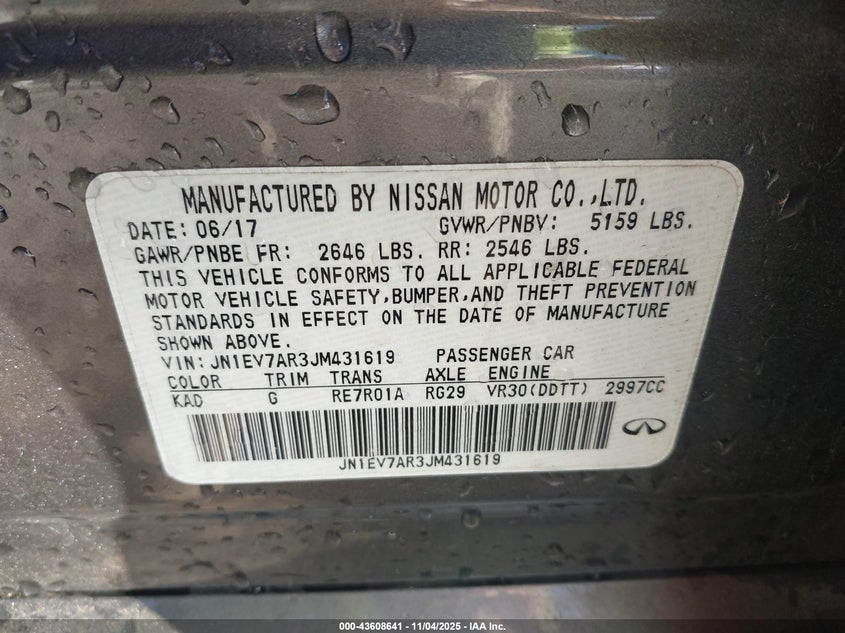 MANUFACTURED BY NISSAN MOTOR CO.,LTD.
DATE: 06/17 GVWR/PNBV: 5159 LBS.
GAWR/PNBE FR: 2646 LBS. RR: 2546 LBS.
THIS VEHICLE CONFORMS TO ALL APPLICABLE FEDERAL
MOTOR VEHICLE SAFETY,BUMPER,AND THEFT PREVENTION
STANDARDS IN EFFECT ON THE DATE OF MANUFACTURE
SHOWN ABOVE.
VIN: JN1EV7AR3JM431619 PASSENGER CAR
COLOR TRIM TRANS AXLE ENGINE
KAD G RE7R01A RG29 VR30(DDTT) 2997CC
JN1EV7AR3JM431619
000-43608641 - 11/04/2025 - IAA Inc.